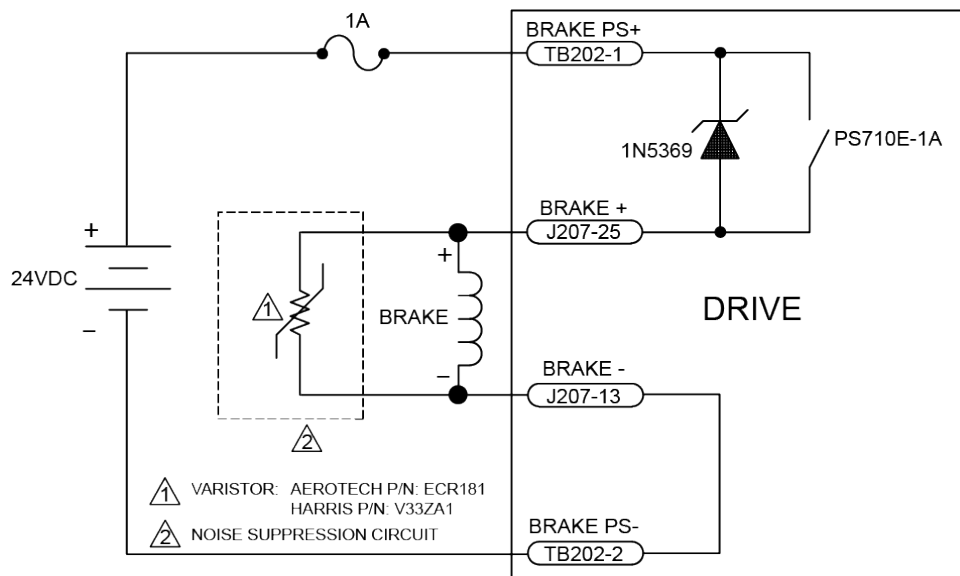 1A
BRAKE PS+
TB202-1
1N5369
PS710E-1A
BRAKE +
J207-25
+
24VDC
−
1
+
BRAKE
−
DRIVE
BRAKE -
J207-13
2
1 VARISTOR: AEROTECH P/N: ECR181
HARRIS P/N: V33ZA1
2 NOISE SUPPRESSION CIRCUIT
BRAKE PS-
TB202-2